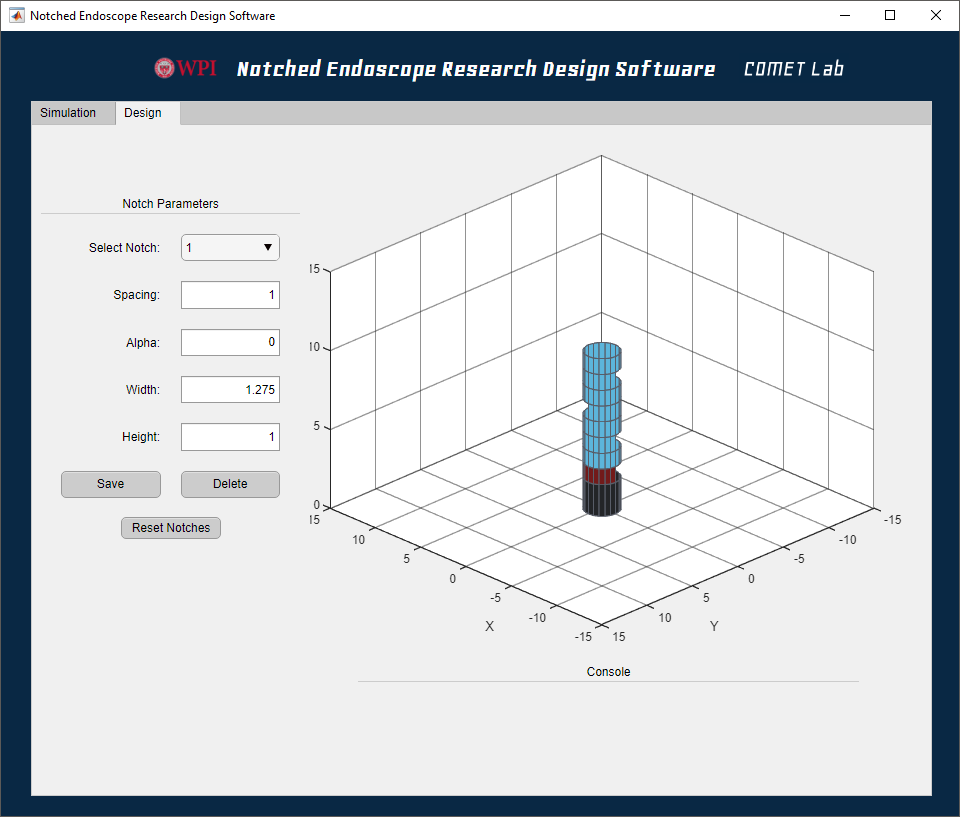 Notched Endoscope Research Design Software
WPI Notched Endoscope Research Design Software COMET Lab
Simulation Design
Notch Parameters
Select Notch: 1
Spacing: 1
Alpha: 0
Width: 1.275
Height: 1
Save Delete
Reset Notches
15
10
5
0
15
10
5
0
-5
-10
-15
X
15
10
5
0
-5
-10
-15
Y
Console